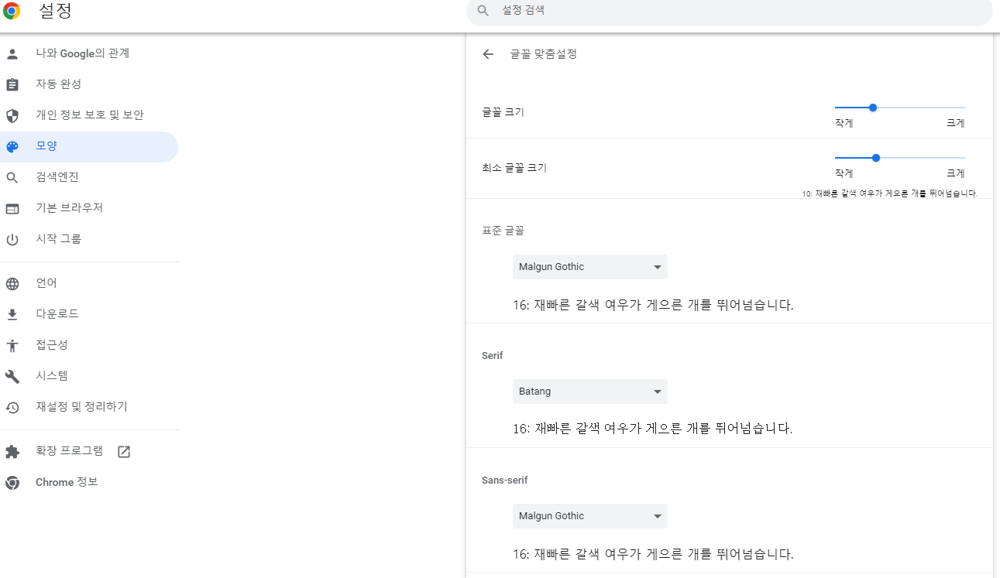 설정
설정 검색
나와 Google의 관계
자동 완성
개인 정보 보호 및 보안
모양
검색엔진
기본 브라우저
시작 그룹
언어
다운로드
접근성
시스템
재설정 및 정리하기
확장 프로그램
Chrome 정보
글꼴 맞춤설정
글꼴 크기
작게 크게
최소 글꼴 크기
작게 크게
10: 재빠른 갈색 여우가 게으른 개를 뛰어넘습니다.
표준 글꼴
Malgun Gothic
16: 재빠른 갈색 여우가 게으른 개를 뛰어넘습니다.
Serif
Batang
16: 재빠른 갈색 여우가 게으른 개를 뛰어넘습니다.
Sans-serif
Malgun Gothic
16: 재빠른 갈색 여우가 게으른 개를 뛰어넘습니다.